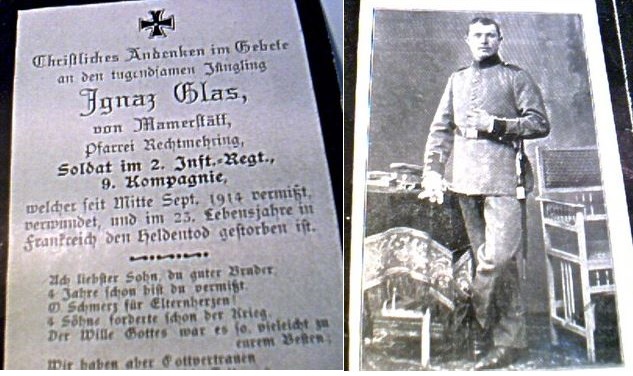 Christliches Andenken im Gebete
an den tugendsamen Jüngling
Ignaz Glas,
von Mamerstätt,
Pfarrei Rechtmehring,
Soldat im 2. Inft.-Regt.,
9. Kompagnie,
welcher seit Mitte Sept. 1914 vermißt,
verwundet, und im 23. Lebensjahre in
Frankreich den Heldentod gestorben ist.
Ach liebster Sohn, du guter Bruder,
4 Jahre schon bist du vermißt.
O Schmerz für Elternherzen!
4 Söhne forderte schon der Krieg.
Der Wille Gottes war es so, vieleicht zu
eurem Besten;
Wir haben aber Gottvertrauen